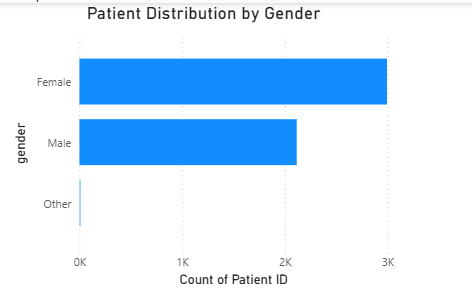 Patient Distribution by Gender
gender
Female
Male
Other
0K 1K 2K 3K
Count of Patient ID